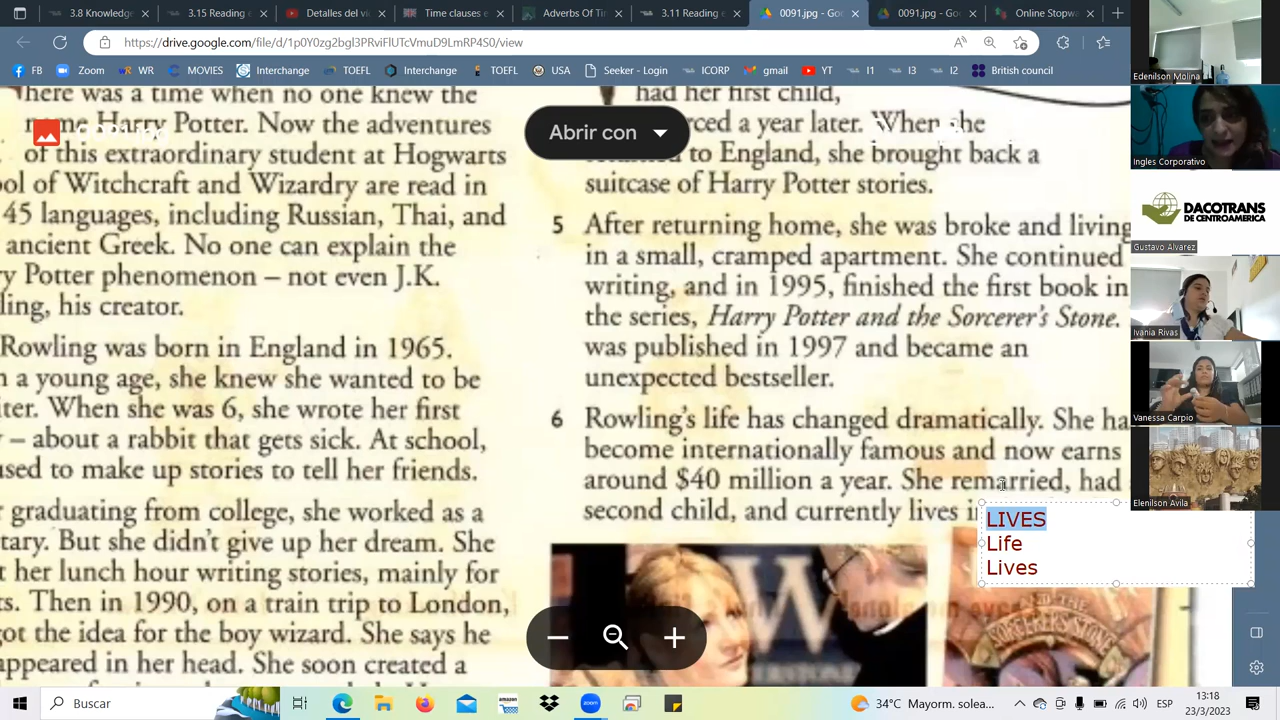 3.8 Knowledge
3.15 Reading e
Detalles del vi
Time clauses e
Adverbs Of Ti
3.11 Reading e
0091.jpg - Goo
0091.jpg - Goo
Online Stopwa
https://drive.google.com/file/d/1p0Y0zg2bgl3PRviFlUTcVmuD9LmRP4S0/view
FB
Zoom
WR
MOVIES
Interchange
TOEFL
Interchange
TOEFL
USA
Seeker - Login
ICORP
gmail
YT
I1
I3
I2
British council
Abrir con
here was a time when no one knew the
Harry Potter. Now the adventures
of this extraordinary student at Hogwarts
ool of Witchcraft and Wizardry are read in
45 languages, including Russian, Thai, and
ancient Greek. No one can explain the
ry Potter phenomenon – not even J.K.
ling, his creator.
Rowling was born in England in 1965.
n a young age, she knew she wanted to be
iter. When she was 6, she wrote her first
– about a rabbit that gets sick. At school,
used to make up stories to tell her friends.
r graduating from college, she worked as a
tary. But she didn't give up her dream. She
t her lunch hour writing stories, mainly for
ts. Then in 1990, on a train trip to London,
got the idea for the boy wizard. She says he
appeared in her head. She soon created a
had her first child,
rced a year later. When she
to England, she brought back a
suitcase of Harry Potter stories.
5 After returning home, she was broke and living
in a small, cramped apartment. She continued
writing, and in 1995, finished the first book in
the series, Harry Potter and the Sorcerer's Stone.
was published in 1997 and became an
unexpected bestseller.
6 Rowling's life has changed dramatically. She ha
become internationally famous and now earns
around $40 million a year. She remarried, had
second child, and currently lives i
LIVES
Life
Lives
AND THE
SORCERER'S STONE
Edenilson Molina
Ingles Corporativo
DACOTRANS
DE CENTROAMERICA
Gustavo Alvarez
Ivania Rivas
Vanessa Carpio
Elenilson Avila
Buscar
amazon
zoom
34°C Mayorm. solea...
ESP
13:18
23/3/2023